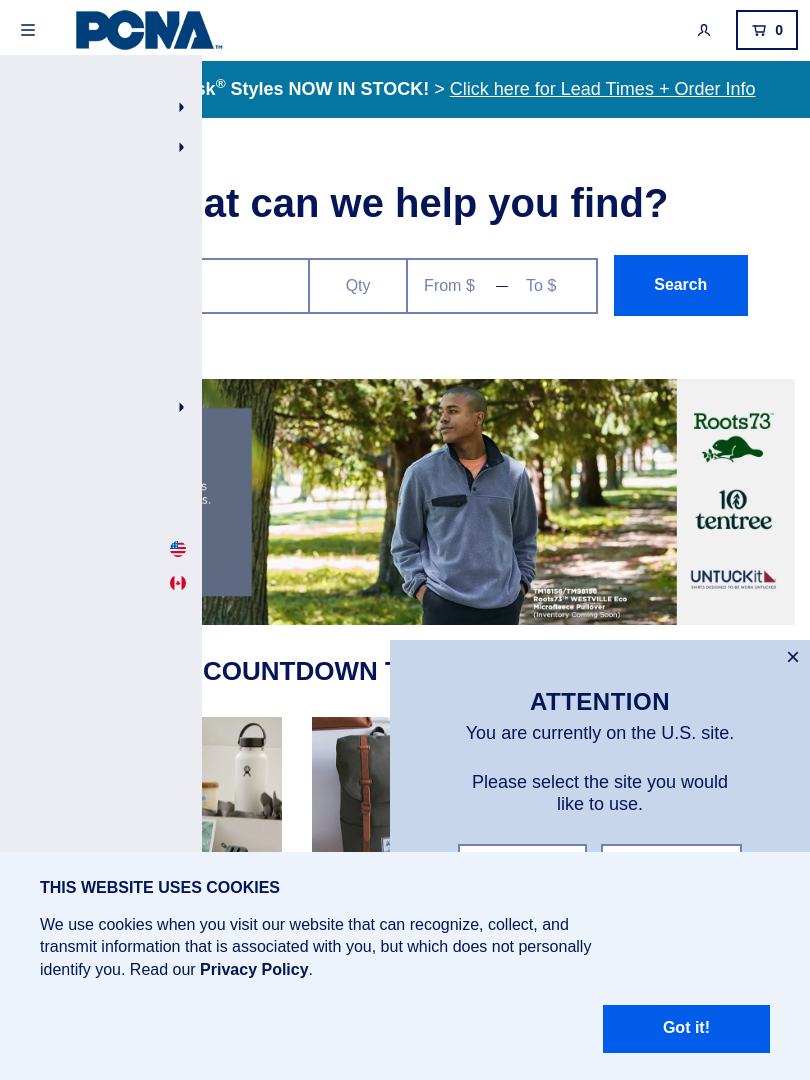 PCNA™
0
sk® Styles NOW IN STOCK! > Click here for Lead Times + Order Info
at can we help you find?
Qty
From $
To $
Search
s
s.
Roots73™
10
tentree
UNTUCKit
SHIRTS DESIGNED TO BE WORN UNTUCKED
TM18156/TM98156
Roots73™ WESTVILLE Eco
Microfleece Pullover
(Inventory Coming Soon)
COUNTDOWN T
×
ATTENTION
You are currently on the U.S. site.
Please select the site you would
like to use.
THIS WEBSITE USES COOKIES
We use cookies when you visit our website that can recognize, collect, and
transmit information that is associated with you, but which does not personally
identify you. Read our Privacy Policy.
Got it!